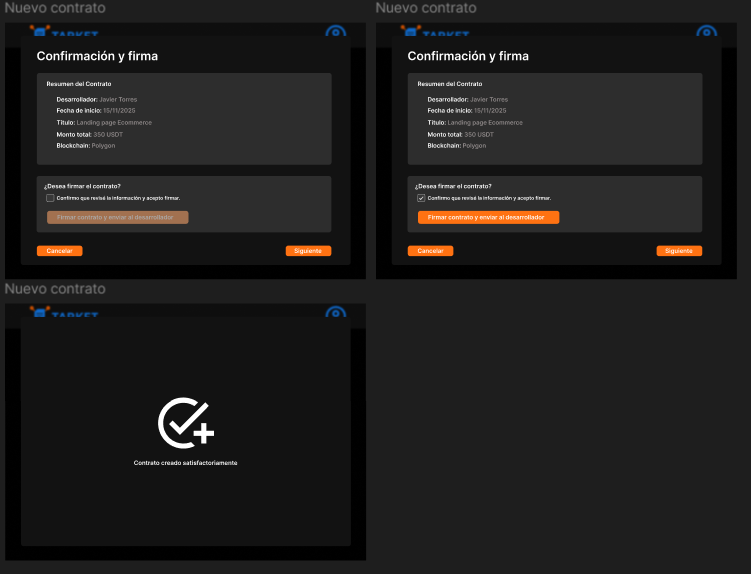 Nuevo contrato
TARKET
Confirmación y firma
Resumen del Contrato
Desarrollador: Javier Torres
Fecha de inicio: 15/11/2025
Título: Landing page Ecommerce
Monto total: 350 USDT
Blockchain: Polygon
¿Desea firmar el contrato?
Confirmo que revisé la información y acepto firmar.
Firmar contrato y enviar al desarrollador
Cancelar
Siguiente
Nuevo contrato
TARKET
Confirmación y firma
Resumen del Contrato
Desarrollador: Javier Torres
Fecha de inicio: 15/11/2025
Título: Landing page Ecommerce
Monto total: 350 USDT
Blockchain: Polygon
¿Desea firmar el contrato?
Confirmo que revisé la información y acepto firmar.
Firmar contrato y enviar al desarrollador
Cancelar
Siguiente
Nuevo contrato
TARKET
Contrato creado satisfactoriamente